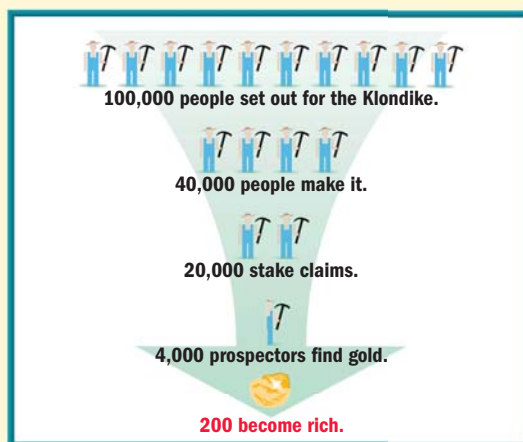 100,000 people set out for the Klondike.
40,000 people make it.
20,000 stake claims.
4,000 prospectors find gold.
200 become rich.